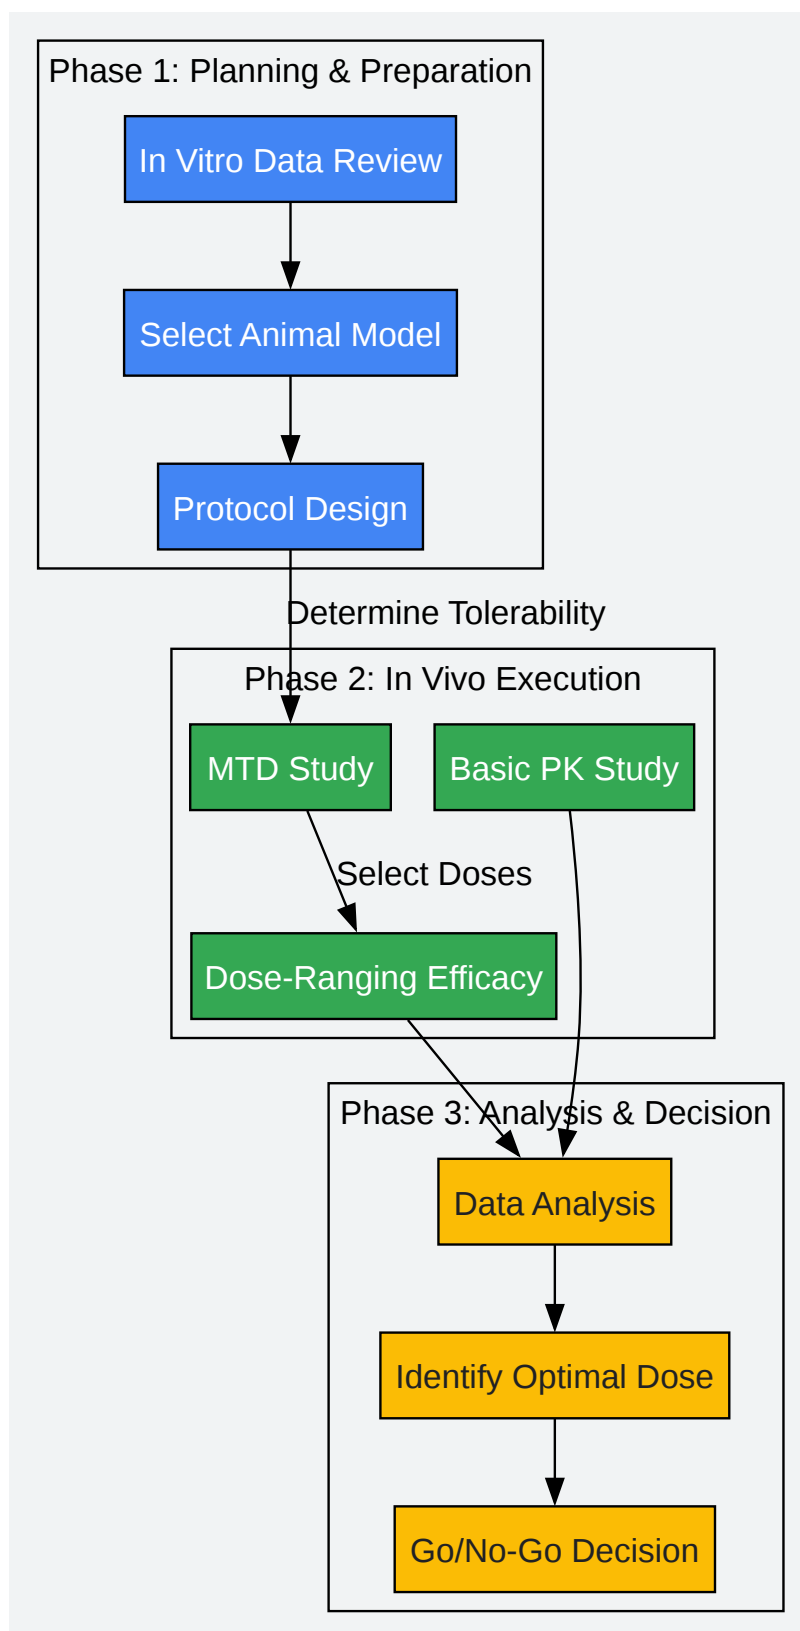 Phase 1: Planning & Preparation
In Vitro Data Review
Select Animal Model
Protocol Design
Determine Tolerability
Phase 2: In Vivo Execution
MTD Study
Basic PK Study
Select Doses
Dose-Ranging Efficacy
Phase 3: Analysis & Decision
Data Analysis
Identify Optimal Dose
Go/No-Go Decision